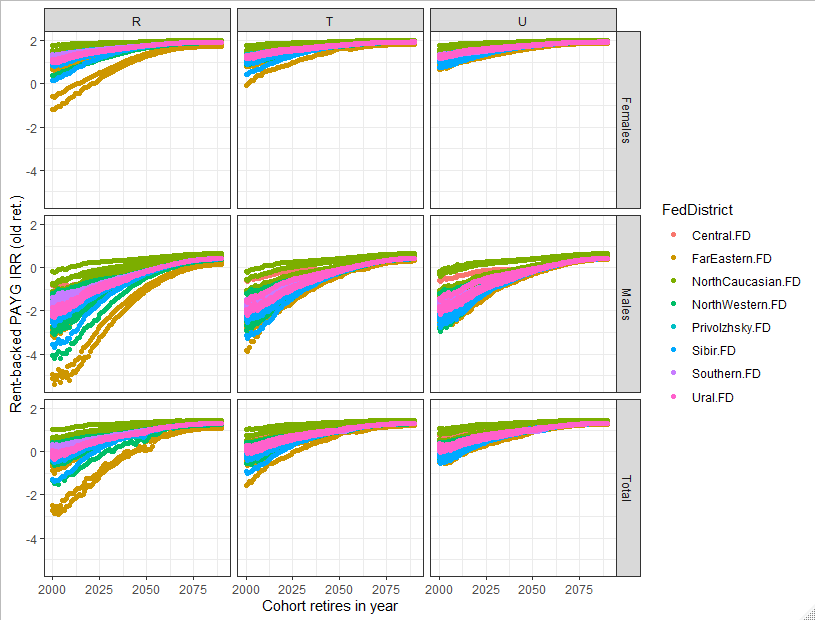 R T U
2
0
-2
-4
Females
2
0
-2
-4
Males
2
0
-2
-4
Total
2000 2025 2050 2075 2000 2025 2050 2075 2000 2025 2050 2075
Cohort retires in year
Rent-backed PAYG IRR (old ret.)
FedDistrict
Central.FD
FarEastern.FD
NorthCaucasian.FD
NorthWestern.FD
Privolzhsky.FD
Sibir.FD
Southern.FD
Ural.FD